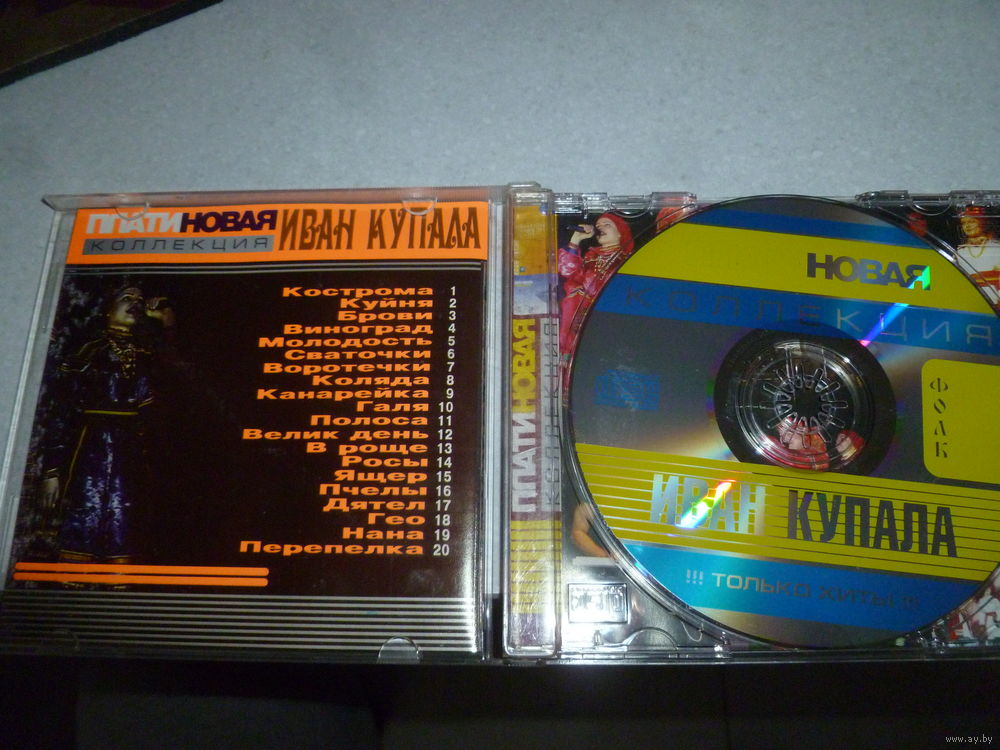 ПЛАТИНОВАЯ
КОЛЛЕКЦИЯ
ИВАН КУПАЛА
Кострома 1
Куйня 2
Брови 3
Виноград 4
Молодость 5
Сваточки 6
Воротечки 7
Коляда 8
Канарейка 9
Галя 10
Полоса 11
Велик день 12
В роще 13
Росы 14
Ящер 15
Пчелы 16
Дятел 17
Гео 18
Нана 19
Перепелка 20
ПЛАТИНОВАЯ
КОЛЛЕКЦИЯ
НОВАЯ
КОЛЛЕКЦИЯ
ФОЛК
ИВАН КУПАЛА
!!! ТОЛЬКО ХИТЫ !!!
www.ay.by